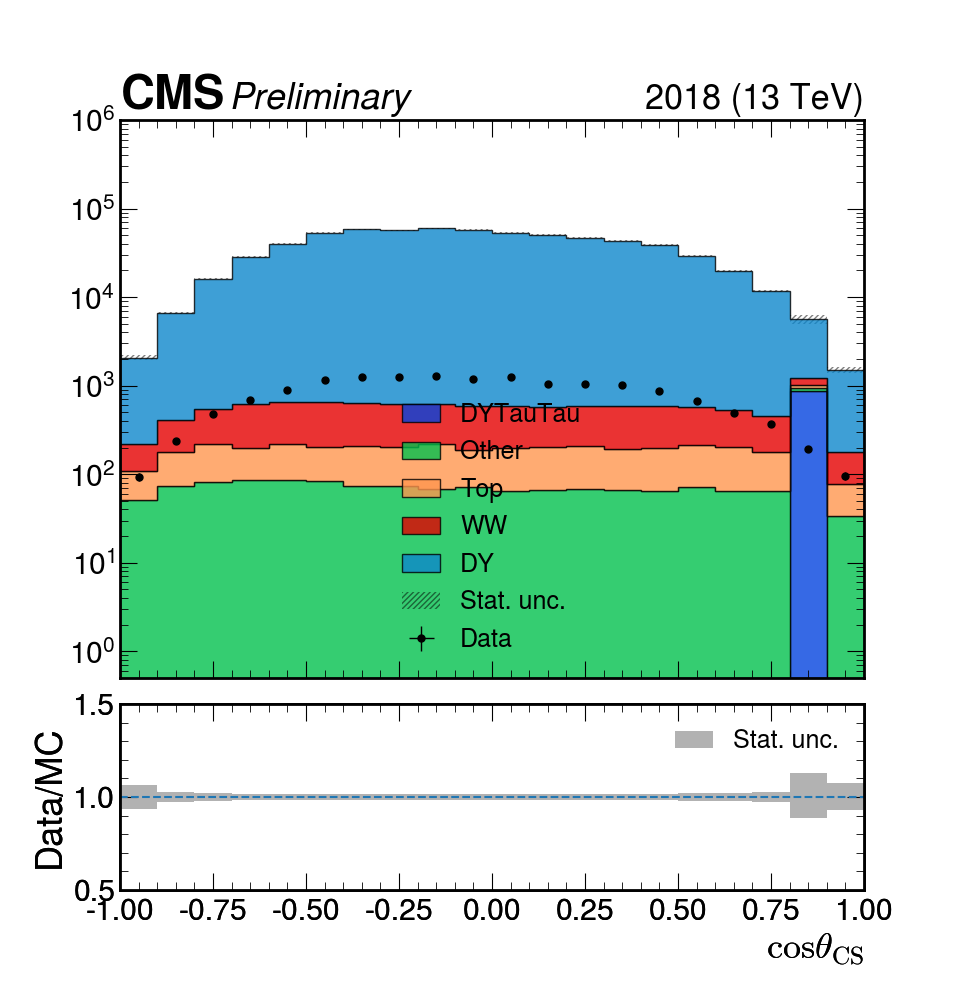 CMS Preliminary 2018 (13 TeV)
10^6
10^5
10^4
10^3
10^2
10^1
10^0
DYTauTau
Other
Top
WW
DY
Stat. unc.
Data
1.5
1.0
0.5
Data/MC
Stat. unc.
-1.00 -0.75 -0.50 -0.25 0.00 0.25 0.50 0.75 1.00
cosθ_CS